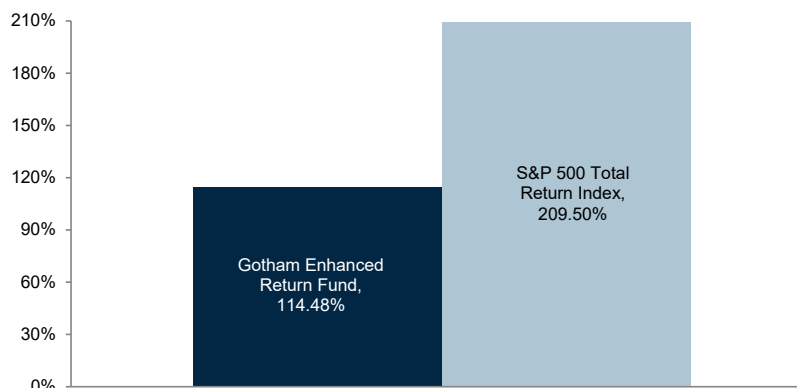 210%
180%
150%
120%
90%
60%
30%
0%
Gotham Enhanced
Return Fund,
114.48%
S&P 500 Total
Return Index,
209.50%